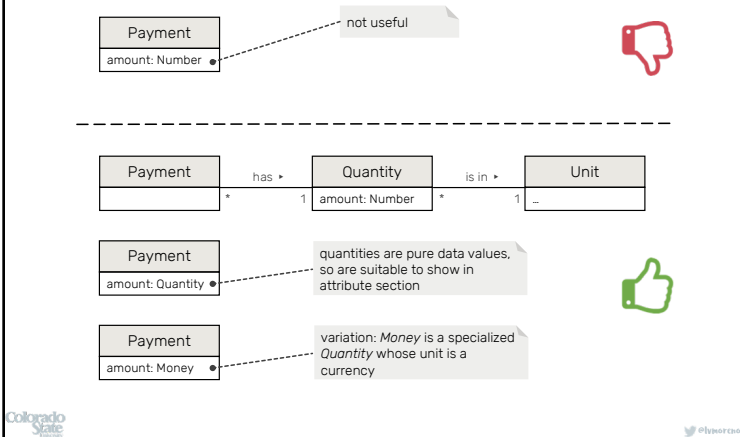 Payment
amount: Number
not useful
Payment
has ▸
Quantity
is in ▸
Unit
*
1
amount: Number
*
1
...
Payment
amount: Quantity
quantities are pure data values,
so are suitable to show in
attribute section
Payment
amount: Money
variation: Money is a specialized
Quantity whose unit is a
currency
Colorado
State
@lvmoreno